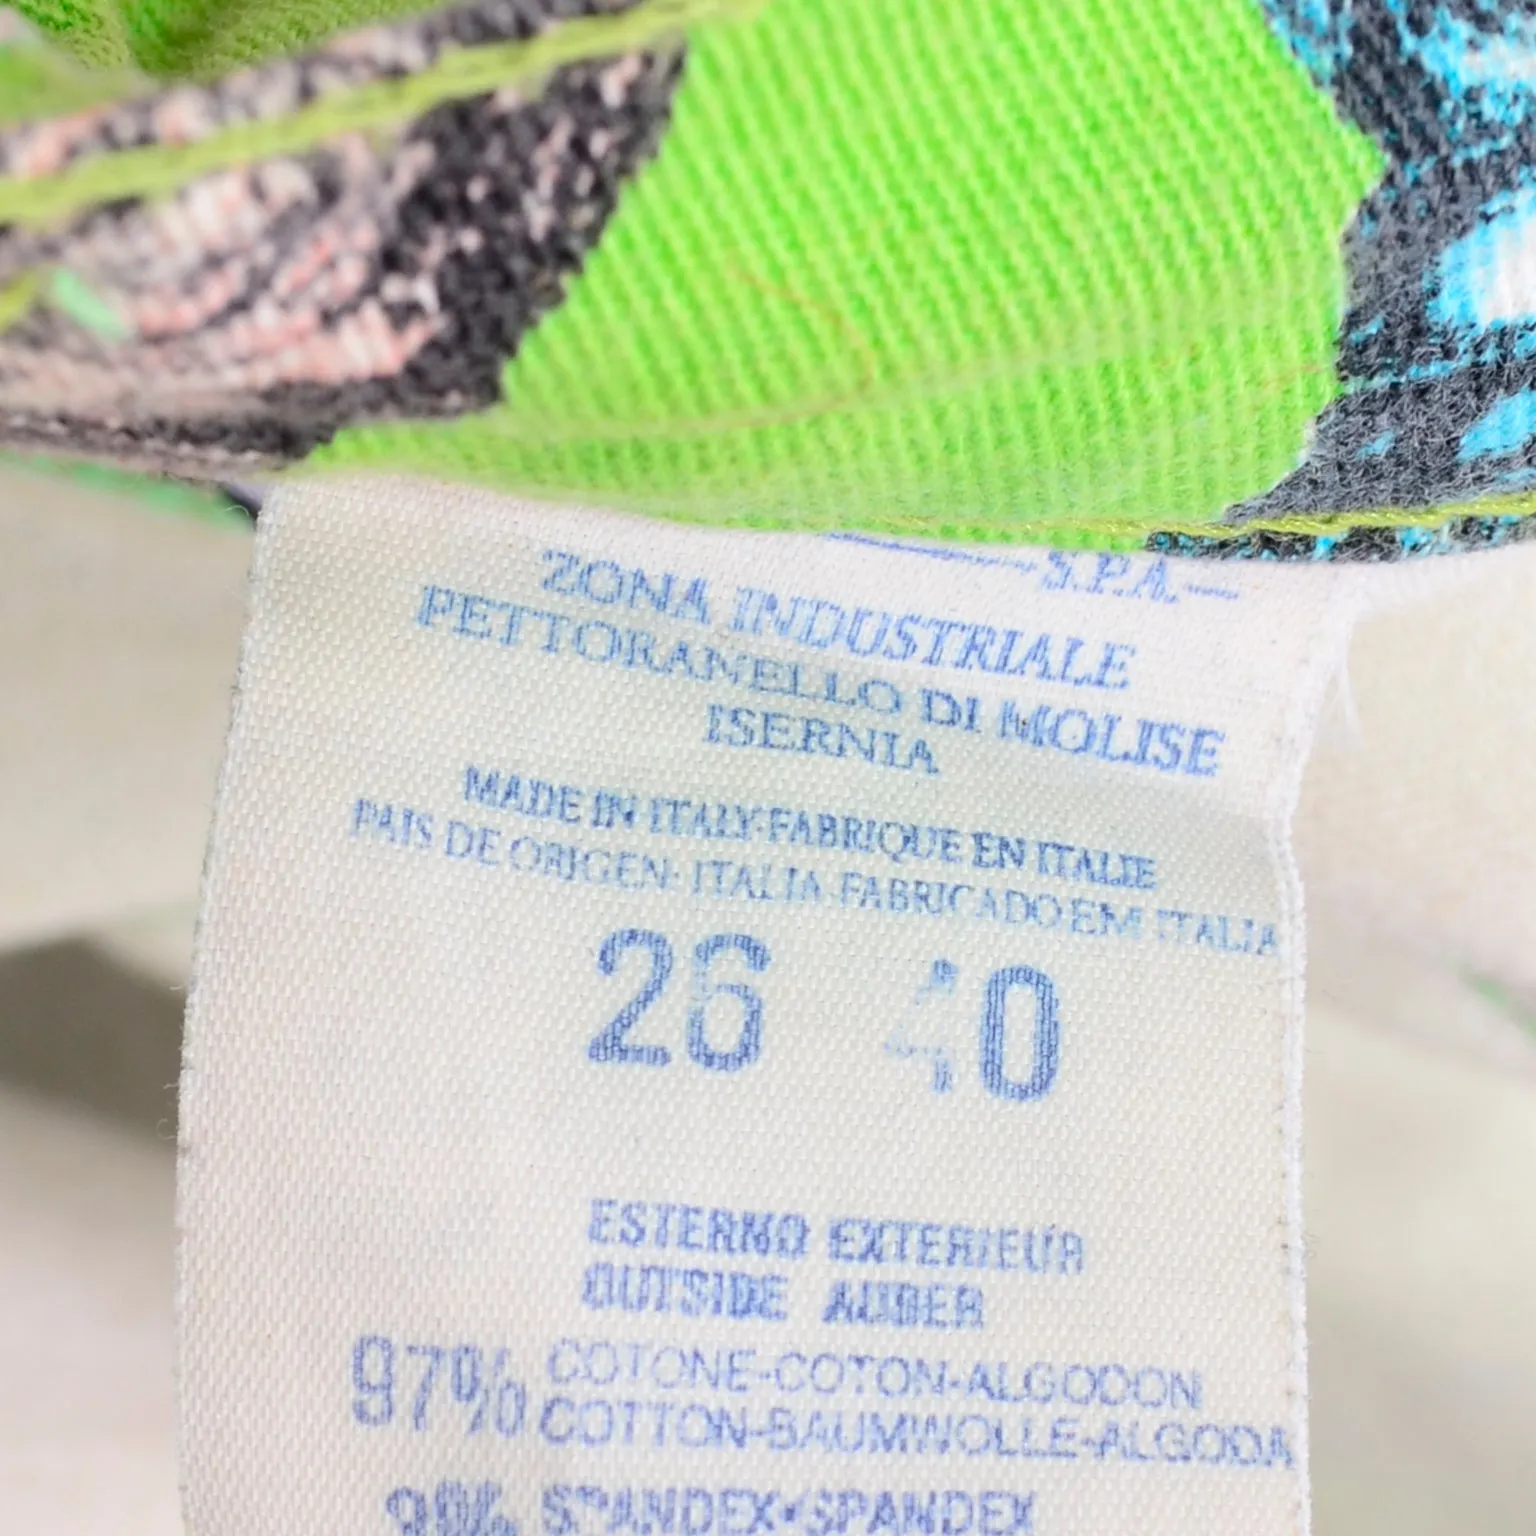 S.P.A.
ZONA INDUSTRIALE
PETTORANELLO DI MOLISE
ISERNIA
MADE IN ITALY-FABRIQUE EN ITALIE
PAIS DE ORIGEN: ITALIA-FABRICADO EM ITALIA
26 40
ESTERNO EXTERIEUR
OUTSIDE AUBER
97% COTONE-COTON-ALGODON
COTTON-BAUMWOLLE-ALGODA
SPANDEX-SPANDEX